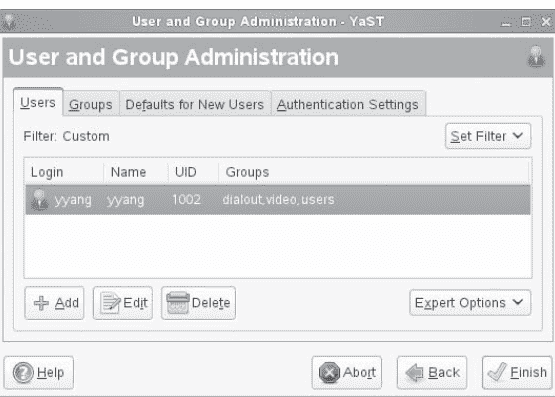 User and Group Administration - YaST
User and Group Administration
Users Groups Defaults for New Users Authentication Settings
Filter: Custom Set Filter
Login Name UID Groups
yyang yyang 1002 dialout,video,users
Add Edit Delete Expert Options
Help Abort Back Finish